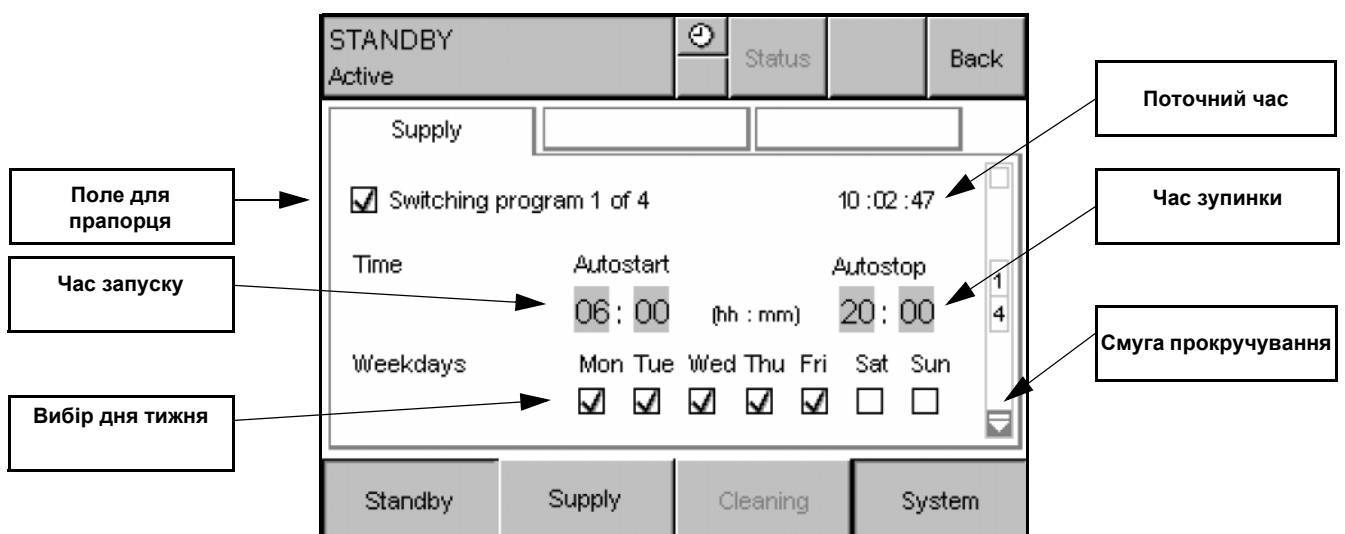 STANDBY
Active
Status
Back
Supply
Switching program 1 of 4
10 :02 :47
Time
Autostart
Autostop
06 : 00
(hh : mm)
20 : 00
1
4
Weekdays
Mon Tue Wed Thu Fri Sat Sun
Standby
Supply
Cleaning
System
Поле для
прапорця
Час запуску
Вибір дня тижня
Поточний час
Час зупинки
Смуга прокручування